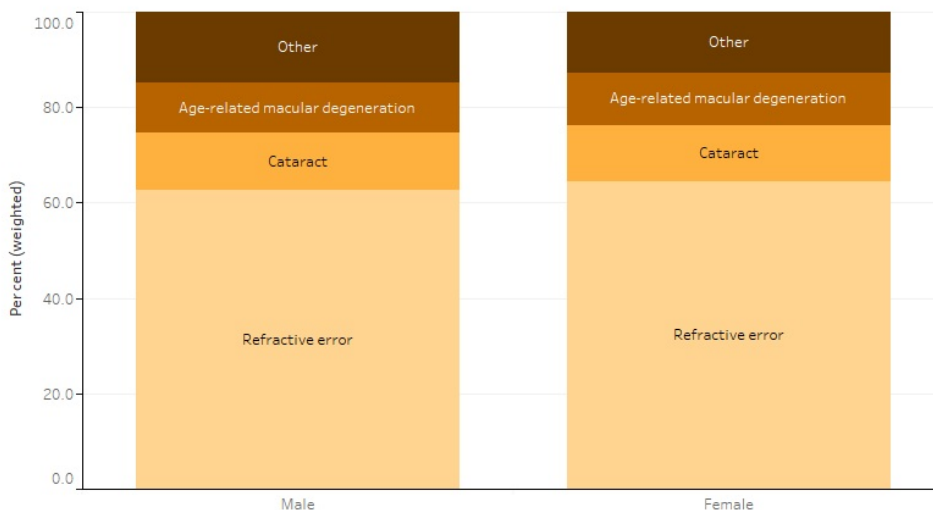 100.0
80.0
60.0
40.0
20.0
0.0
Per cent (weighted)
Other
Age-related macular degeneration
Cataract
Refractive error
Other
Age-related macular degeneration
Cataract
Refractive error
Male
Female